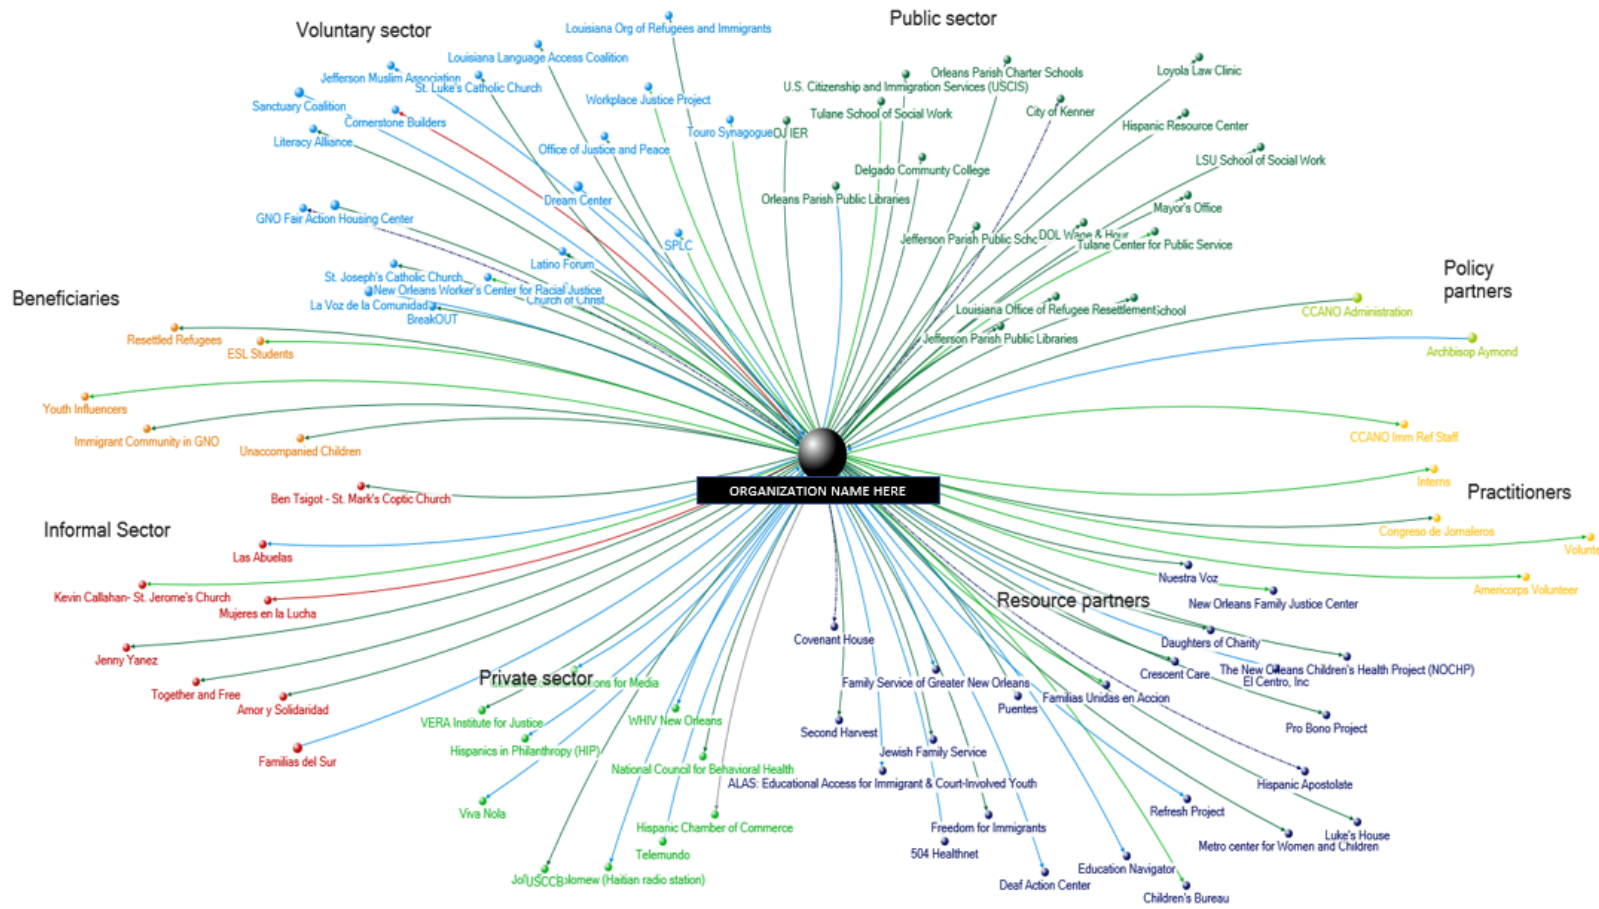 Voluntary sector
Louisiana Org of Refugees and Immigrants
Louisiana Language Access Coalition
Jefferson Muslim Association
St. Luke's Catholic Church
Sanctuary Coalition
Workplace Justice Project
Cornerstone Builders
Literacy Alliance
Touro Synagogue
Office of Justice and Peace
Dream Center
GNO Fair Action Housing Center
SPLC
Latino Forum
St. Joseph's Catholic Church
New Orleans Worker's Center for Racial Justice
Church of Christ
La Voz de la Comunidad
BreakOUT
Public sector
Orleans Parish Charter Schools
U.S. Citizenship and Immigration Services (USCIS)
Loyola Law Clinic
Tulane School of Social Work
City of Kenner
Hispanic Resource Center
IER
Delgado Communty College
LSU School of Social Work
Orleans Parish Public Libraries
Mayor's Office
Jefferson Parish Public
DOL Wage & Hour
Tulane Center for Public Service
Louisiana Office of Refugee Resettlement
Jefferson Parish Public Libraries
Policy
partners
CCANO Administration
Archbisop Aymond
Beneficiaries
Resettled Refugees
ESL Students
Youth Influencers
Immigrant Community in GNO
Unaccompanied Children
CCANO Imm Ref Staff
Interns
Practitioners
Congreso de Jornaleros
Americorps Volunteer
ORGANIZATION NAME HERE
Informal Sector
Ben Tsigot - St. Mark's Coptic Church
Las Abuelas
Kevin Callahan- St. Jerome's Church
Mujeres en la Lucha
Jenny Yanez
Together and Free
Amor y Solidaridad
Familias del Sur
Private sector
for Media
VERA Institute for Justice
WHIV New Orleans
Hispanics in Philanthropy (HIP)
National Council for Behavioral Health
Viva Nola
Hispanic Chamber of Commerce
Telemundo
USCCB
(Haitian radio station)
Resource partners
Nuestra Voz
New Orleans Family Justice Center
Covenant House
Daughters of Charity
Crescent Care
The New Orleans Children's Health Project (NOCHP)
El Centro, Inc
Family Service of Greater New Orleans
Familias Unidas en Accion
Puentes
Pro Bono Project
Second Harvest
Jewish Family Service
ALAS: Educational Access for Immigrant & Court-Involved Youth
Hispanic Apostolate
Refresh Project
Freedom for Immigrants
Luke's House
Metro center for Women and Children
504 Healthnet
Education Navigator
Deaf Action Center
Children's Bureau